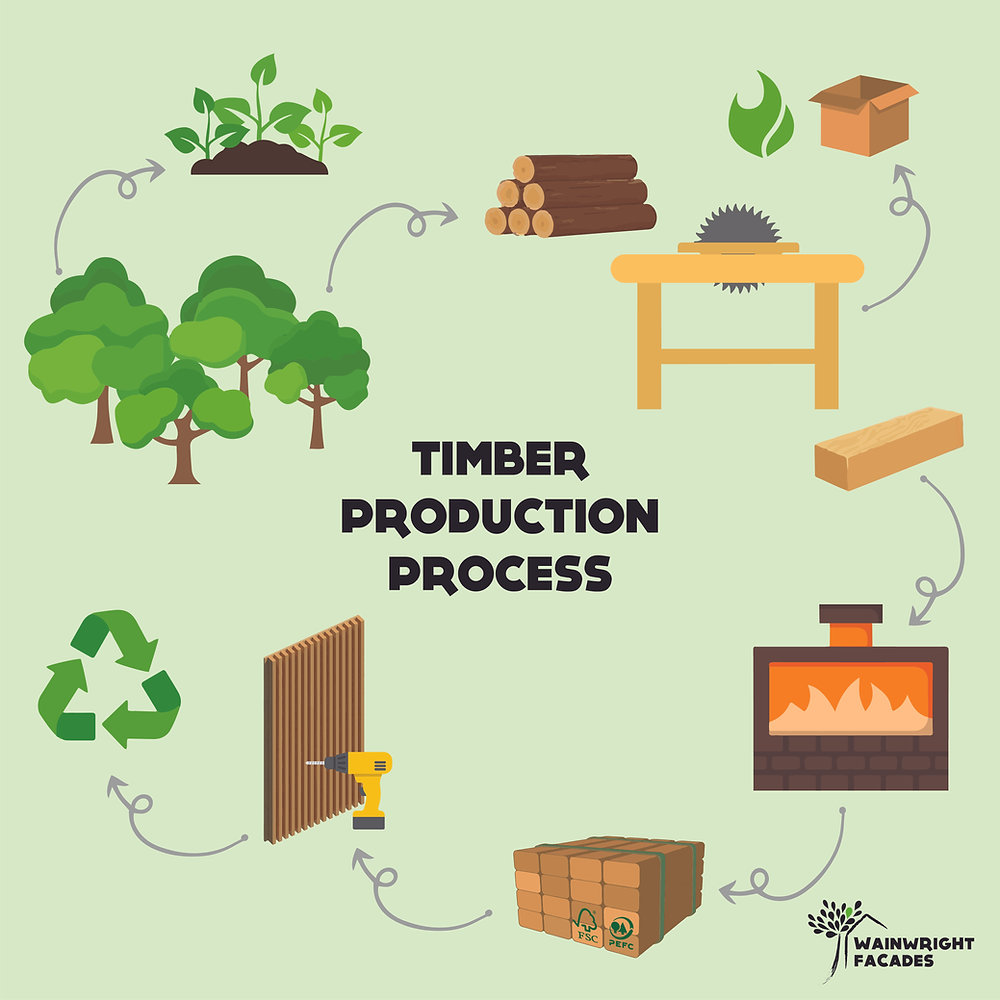 TIMBER
PRODUCTION
PROCESS
FSC
PEFC
WAINWRIGHT
FACADES